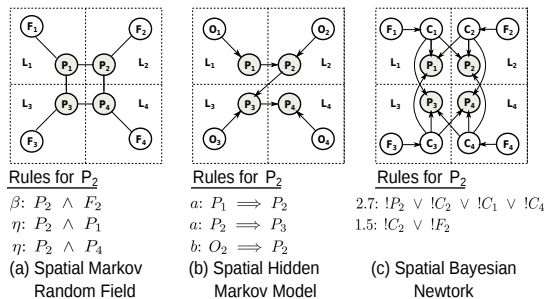 F1 F2 O1 O2 F1 C1 C2 F2
L1 P1 P2 L2 L1 P1 P2 L2 L1 P1 P2 L2
L3 P3 P4 L4 L3 P3 P4 L4 L3 P3 P4 L4
F3 F4 O3 O4 F3 C3 C4 F4
Rules for P2
β: P2 ∧ F2
η: P2 ∧ P1
η: P2 ∧ P4
(a) Spatial Markov
Random Field
Rules for P2
a: P1 ⟹ P2
a: P2 ⟹ P3
b: O2 ⟹ P2
(b) Spatial Hidden
Markov Model
Rules for P2
2.7: !P2 ∨ !C2 ∨ !C1 ∨ !C4
1.5: !C2 ∨ !F2
(c) Spatial Bayesian
Newtork